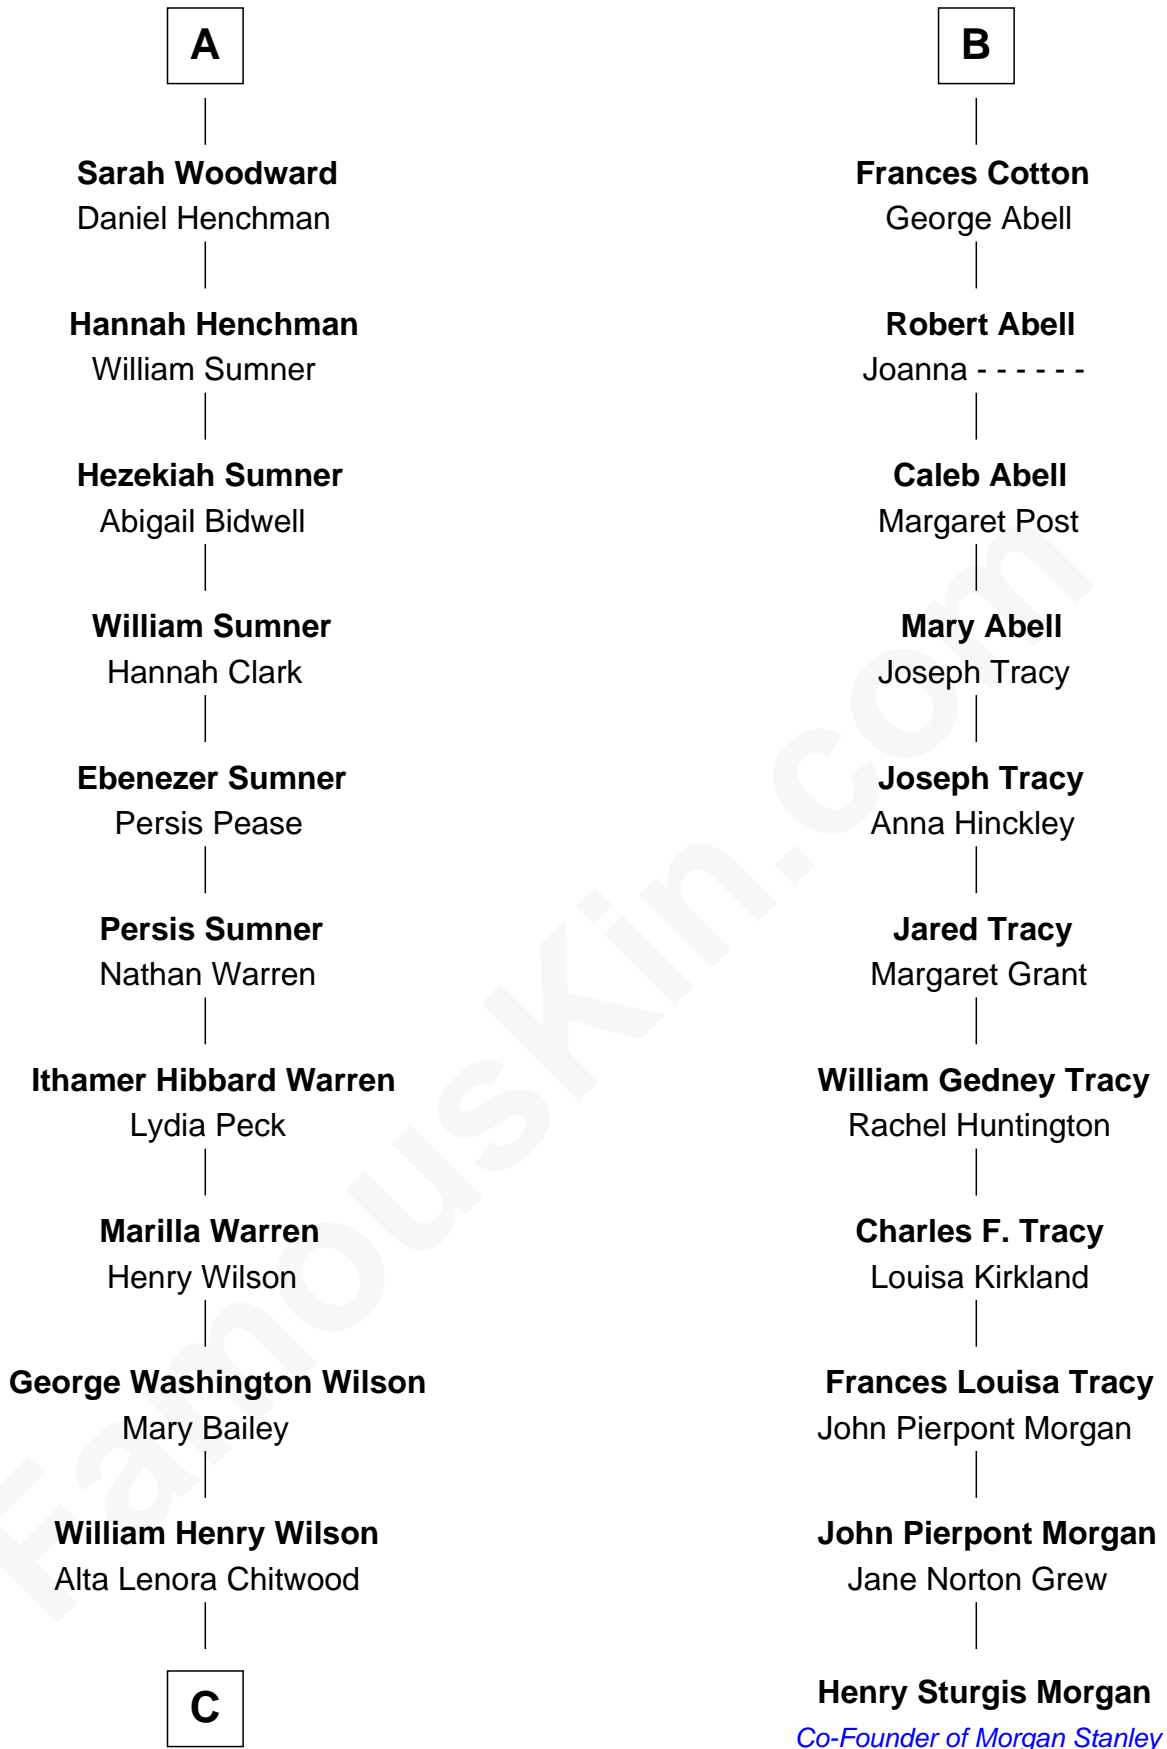 A
Sarah Woodward
Daniel Henchman
Hannah Henchman
William Sumner
Hezekiah Sumner
Abigail Bidwell
William Sumner
Hannah Clark
Ebenezer Sumner
Persis Pease
Persis Sumner
Nathan Warren
Ithamer Hibbard Warren
Lydia Peck
Marilla Warren
Henry Wilson
George Washington Wilson
Mary Bailey
William Henry Wilson
Alta Lenora Chitwood
C
B
Frances Cotton
George Abell
Robert Abell
Joanna - - - - - -
Caleb Abell
Margaret Post
Mary Abell
Joseph Tracy
Joseph Tracy
Anna Hinckley
Jared Tracy
Margaret Grant
William Gedney Tracy
Rachel Huntington
Charles F. Tracy
Louisa Kirkland
Frances Louisa Tracy
John Pierpont Morgan
John Pierpont Morgan
Jane Norton Grew
Henry Sturgis Morgan
Co-Founder of Morgan Stanley
FamousKin.com